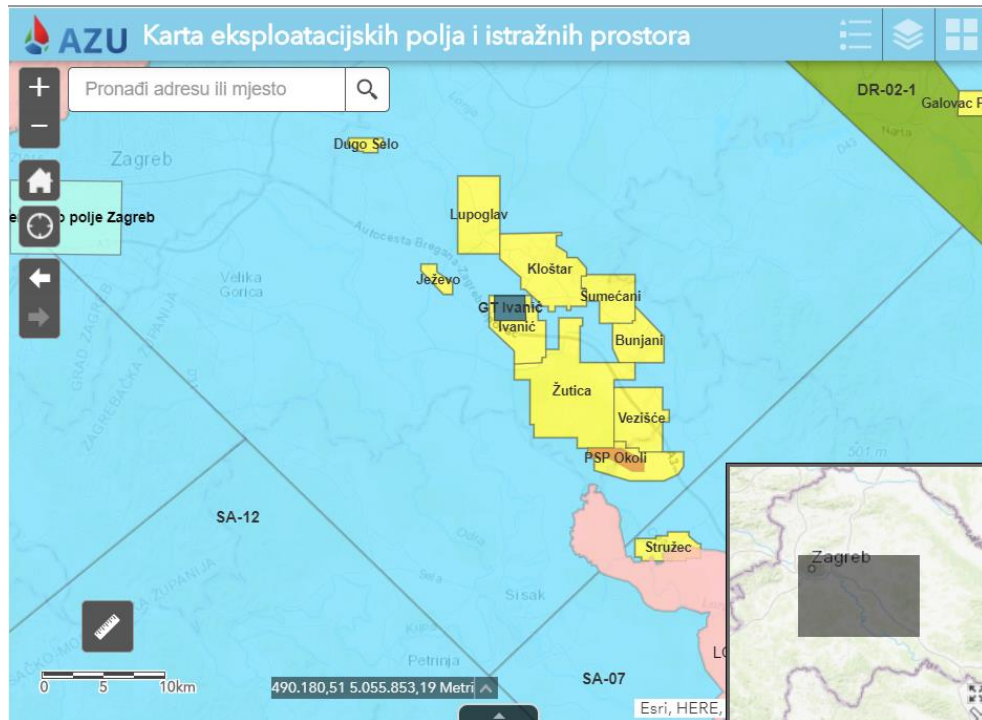 AZU Karta eksploatacijskih polja i istražnih prostora
Pronađi adresu ili mjesto
DR-02-1
Galovac P
Narta
D43
Dugo Selo
Zagreb
Lupoglav
polje Zagreb
Autocesta Bregana-Zagreb
Kloštar
Velika
Gorica
Ježevo
Šumećani
GT Ivanić
Ivanić
Bunjani
GRAD ZAGREB
ZAGREBAČKA ŽUPANIJA
Žutica
Vezišće
PSP Okoli
501 m
SA-12
Odra
Stružec
Zagreb
Sisak
Petrinja
SA-07
0 5 10km
490.180,51 5.055.853,19 Metri
Esri, HERE,